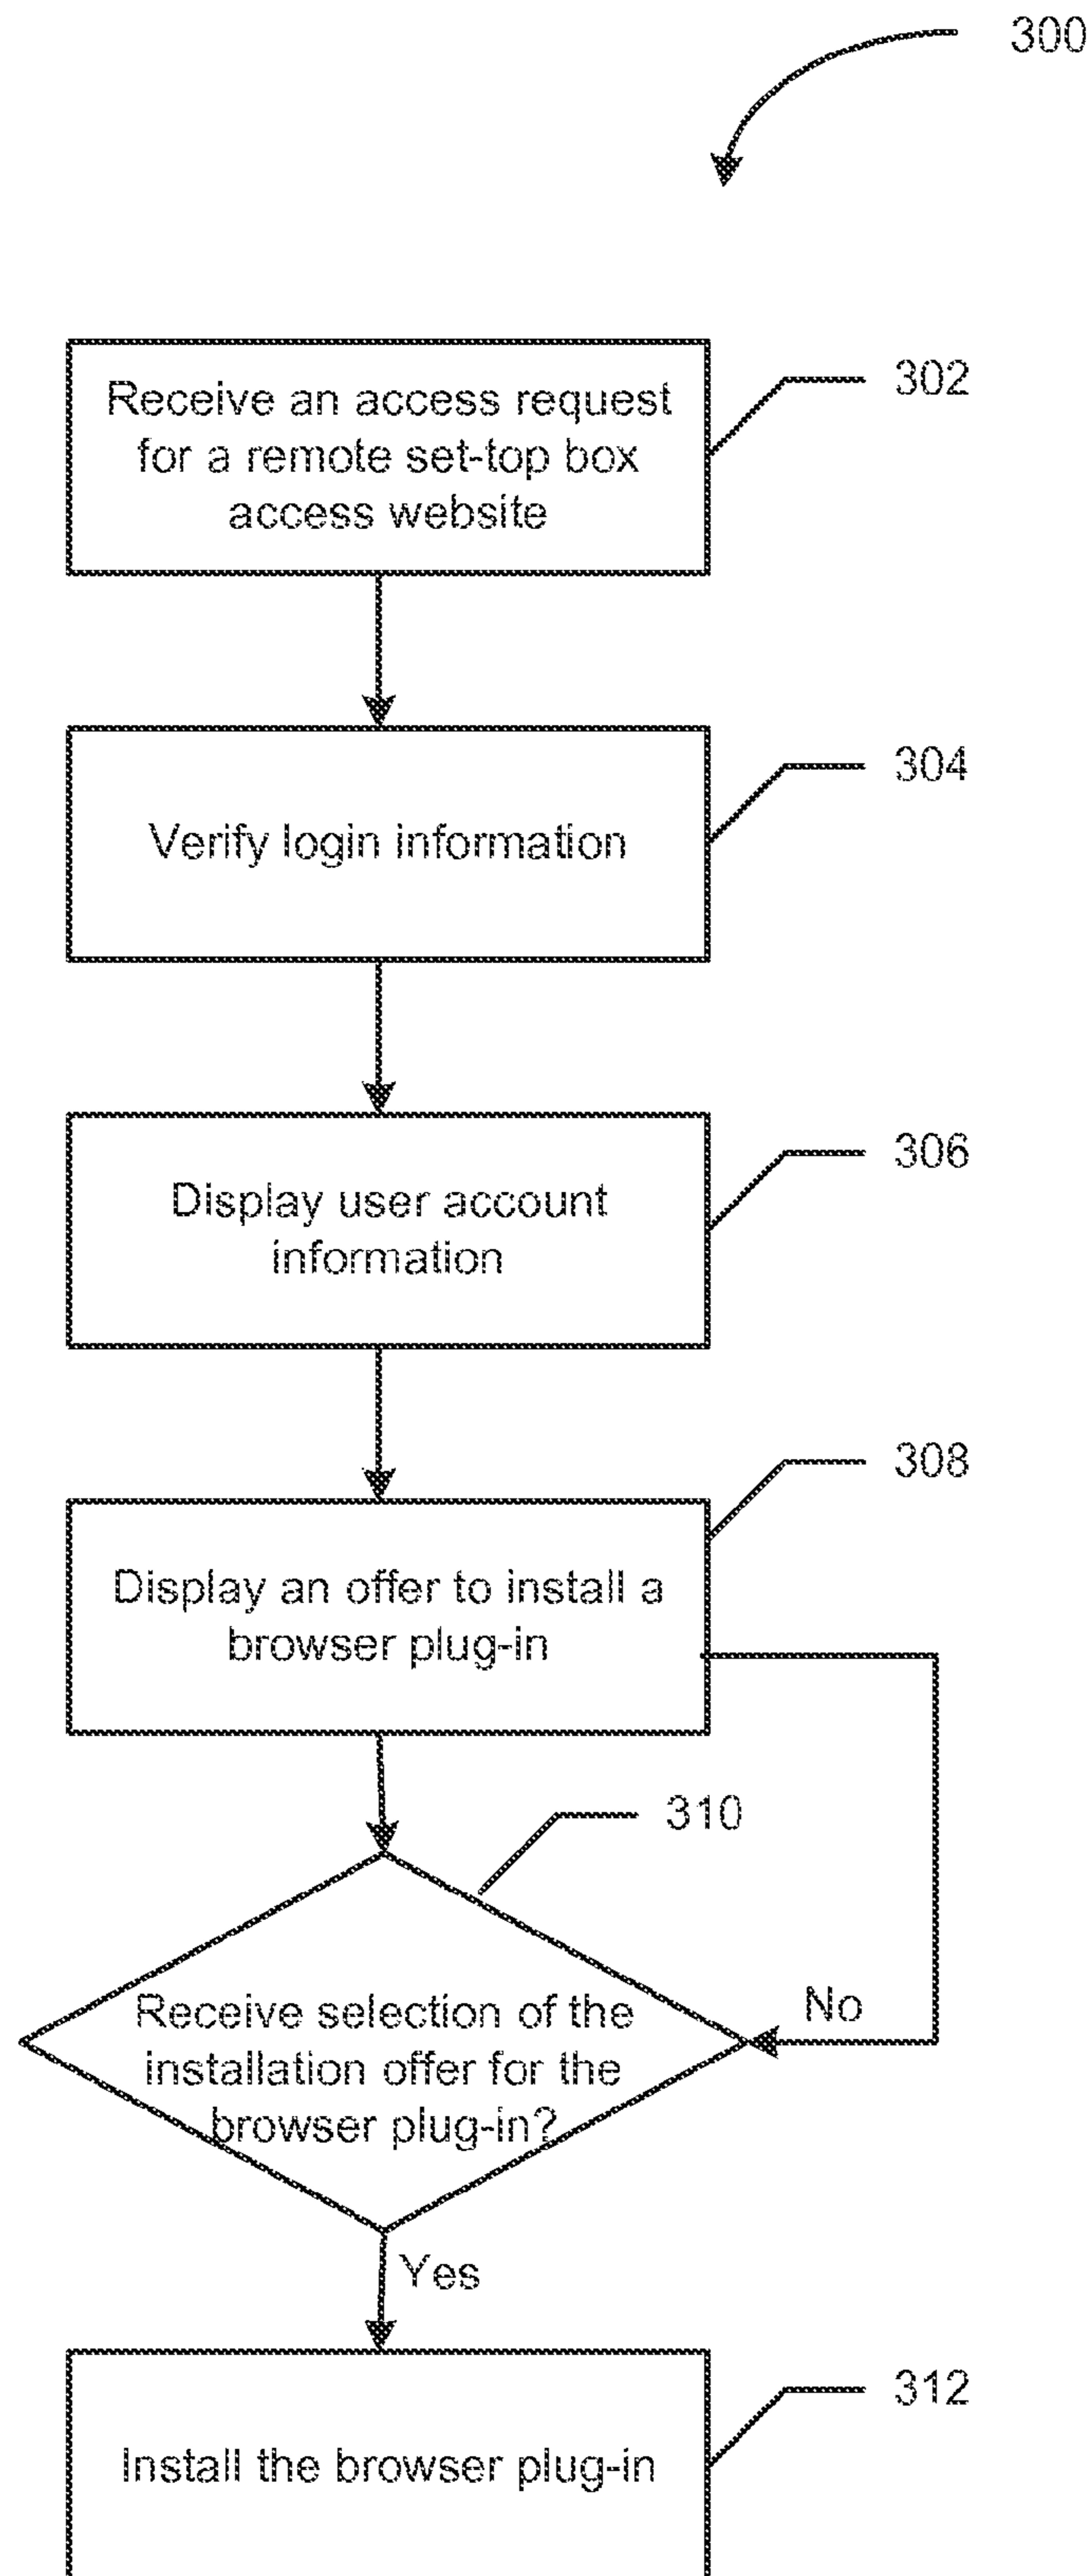 300
Receive an access request
for a remote set-top box
access website
302
Verify login information
304
Display user account
information
306
Display an offer to install a
browser plug-in
308
310
Receive selection of the
installation offer for the
browser plug-in?
No
Yes
Install the browser plug-in
312